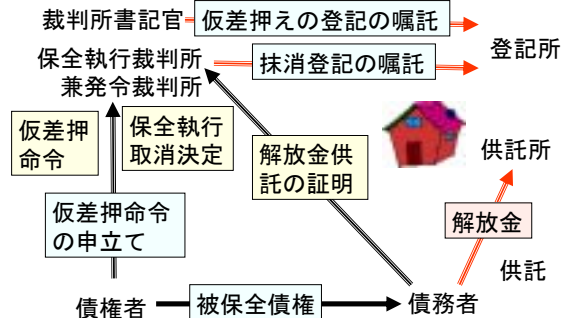 裁判所書記官
仮差押えの登記の嘱託
登記所
保全執行裁判所
兼発令裁判所
抹消登記の嘱託
仮差押
命令
保全執行
取消決定
解放金供
託の証明
供託所
仮差押命令
の申立て
解放金
供託
債権者
被保全債権
債務者